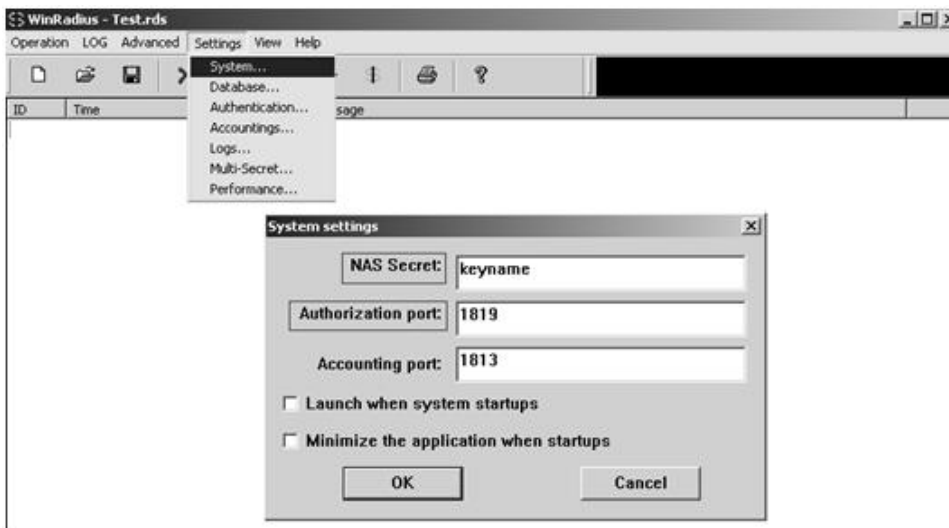 WinRadius - Test.rds
Operation LOG Advanced Settings View Help
System...
Database...
Authentication...
Accountings...
Logs...
Multi-Secret...
Performance...
ID Time sage
System settings
NAS Secret: keyname
Authorization port: 1819
Accounting port: 1813
Launch when system startups
Minimize the application when startups
OK Cancel